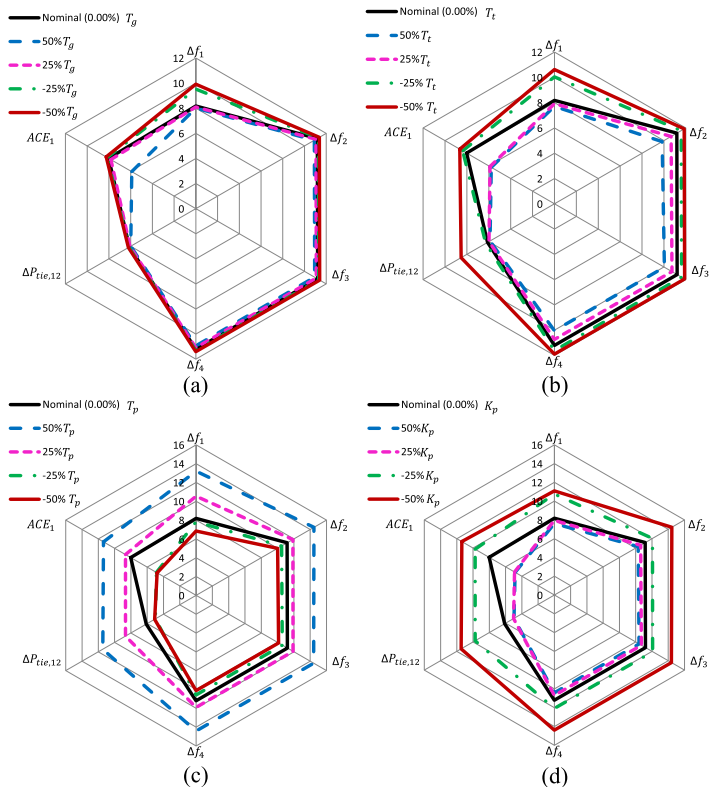 Nominal (0.00%) T_g
50%T_g
25% T_g
-25%T_g
-50%T_g
Δf_1
12
10
8
6
4
2
0
ACE_1
Δf_2
ΔP_tie,12
Δf_3
Δf_4
(a)
Nominal (0.00%) T_t
50%T_t
25%T_t
-25% T_t
-50% T_t
Δf_1
12
10
8
6
4
2
0
ACE_1
Δf_2
ΔP_tie,12
Δf_3
Δf_4
(b)
Nominal (0.00%) T_p
50%T_p
25%T_p
-25%T_p
-50% T_p
Δf_1
16
14
12
10
8
6
4
2
0
ACE_1
Δf_2
ΔP_tie,12
Δf_3
Δf_4
(c)
Nominal (0.00%) K_p
50%K_p
25%K_p
-25%K_p
-50%K_p
Δf_1
16
14
12
10
8
6
4
2
0
ACE_1
Δf_2
ΔP_tie,12
Δf_3
Δf_4
(d)